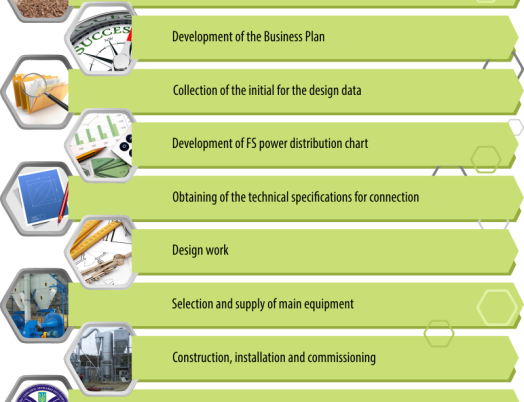 SUCCESS
Development of the Business Plan
Collection of the initial for the design data
Development of FS power distribution chart
Obtaining of the technical specifications for connection
Design work
Selection and supply of main equipment
Construction, installation and commissioning